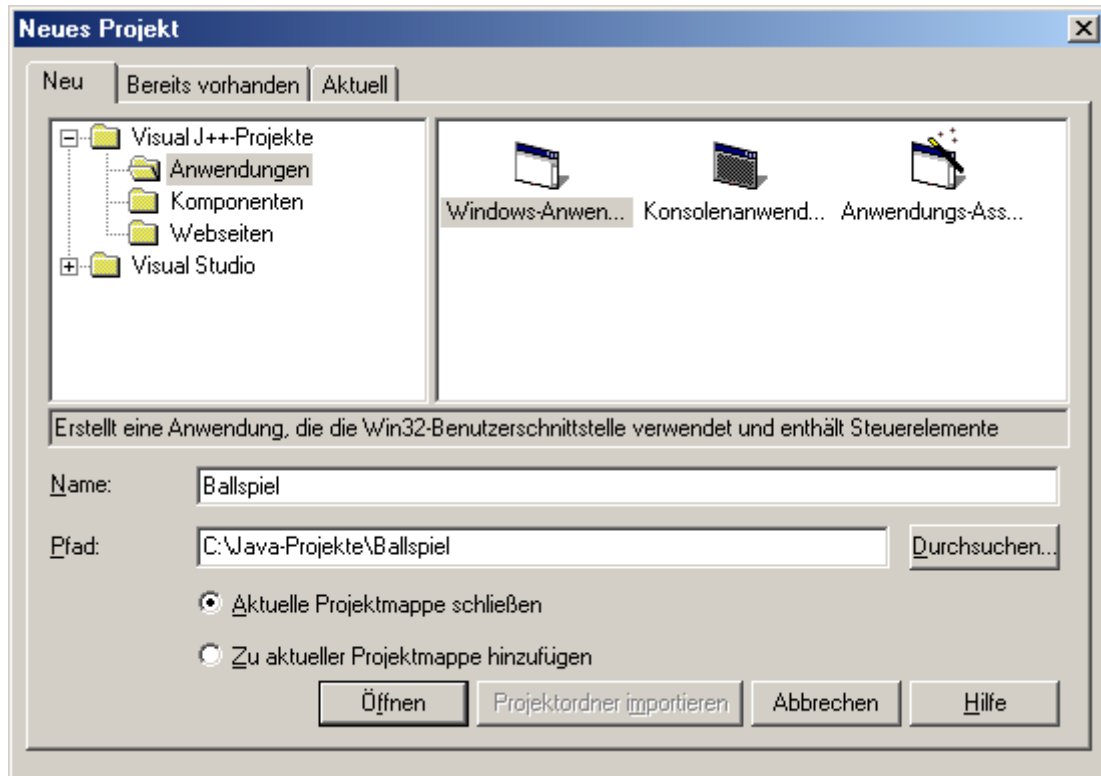 Neues Projekt
Neu
Bereits vorhanden
Aktuell
Visual J++-Projekte
Anwendungen
Komponenten
Webseiten
Visual Studio
Windows-Anwen...
Konsolenanwend...
Anwendungs-Ass...
Erstellt eine Anwendung, die die Win32-Benutzerschnittstelle verwendet und enthält Steuerelemente
Name:
Ballspiel
Pfad:
C:\Java-Projekte\Ballspiel
Durchsuchen...
Aktuelle Projektmappe schließen
Zu aktueller Projektmappe hinzufügen
Öffnen
Projektordner importieren
Abbrechen
Hilfe